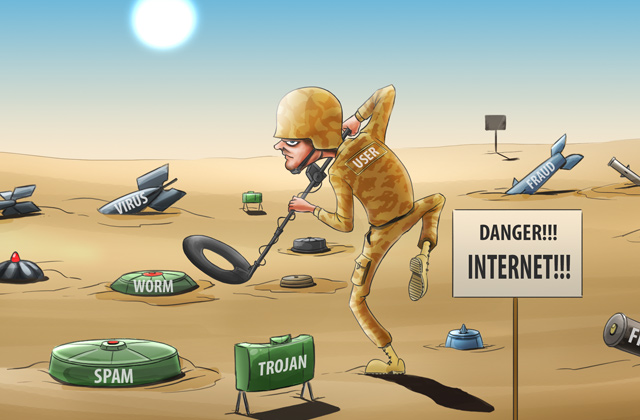 USER
VIRUS
FRAUD
DANGER!!!
INTERNET!!!
WORM
SPAM
TROJAN